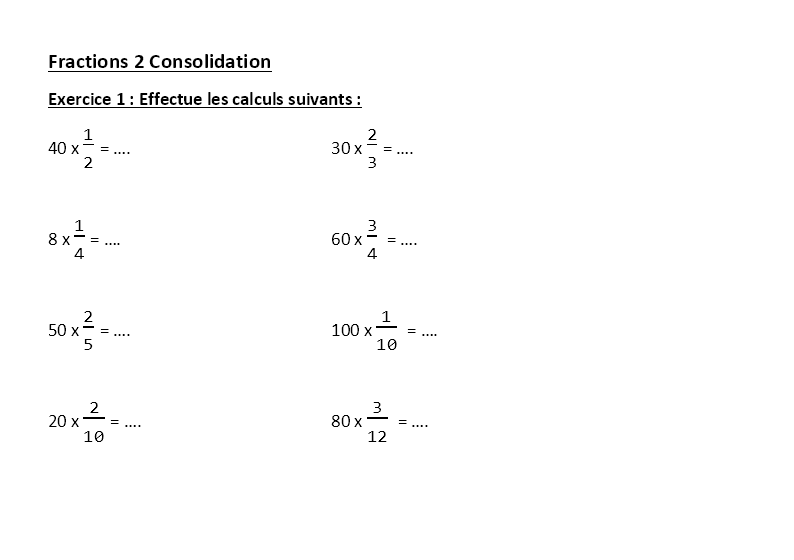 Fractions 2 Consolidation
Exercice 1 : Effectue les calculs suivants :
40 x 1/2 = .... 30 x 2/3 = ....
8 x 1/4 = .... 60 x 3/4 = ....
50 x 2/5 = .... 100 x 1/10 = ....
20 x 2/10 = .... 80 x 3/12 = ....